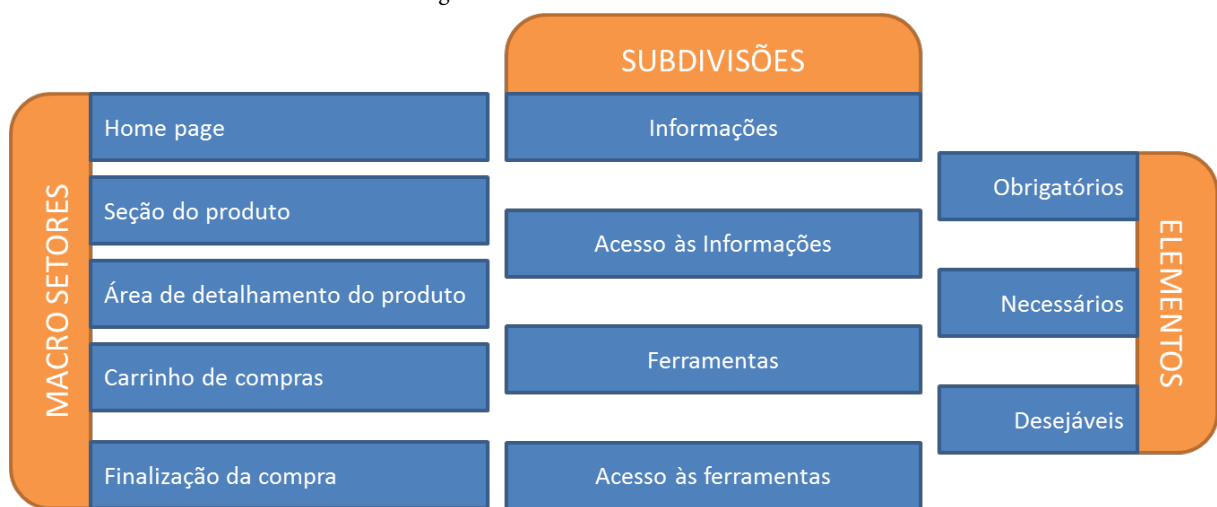 SUBDIVISÕES
MACRO SETORES
Home page
Seção do produto
Área de detalhamento do produto
Carrinho de compras
Finalização da compra
Informações
Acesso às Informações
Ferramentas
Acesso às ferramentas
Obrigatórios
Necessários
Desejáveis
ELEMENTOS